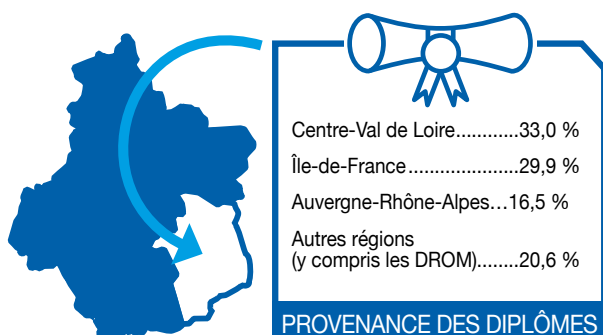 Centre-Val de Loire............33,0 %
Île-de-France.....................29,9 %
Auvergne-Rhône-Alpes...16,5 %
Autres régions
(y compris les DROM)........20,6 %
PROVENANCE DES DIPLÔMES